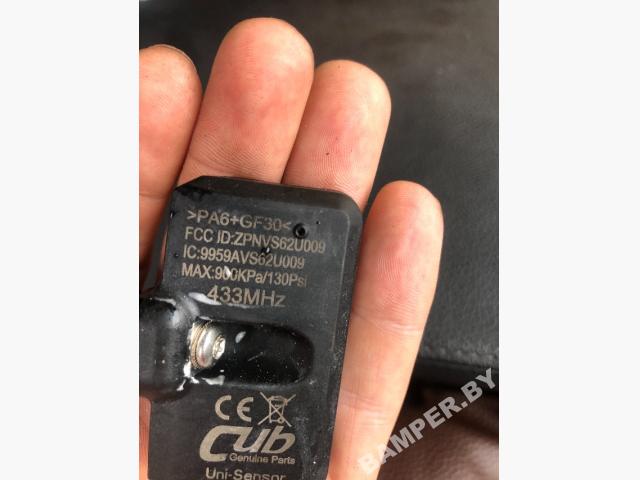 >PA6+GF30<
FCC ID:ZPNVS62U009
IC:9959AVS62U009
MAX:900KPa/130Psi
433MHz
CE
Cub
Genuine Parts
Uni-Sensor
BAMPER.BY